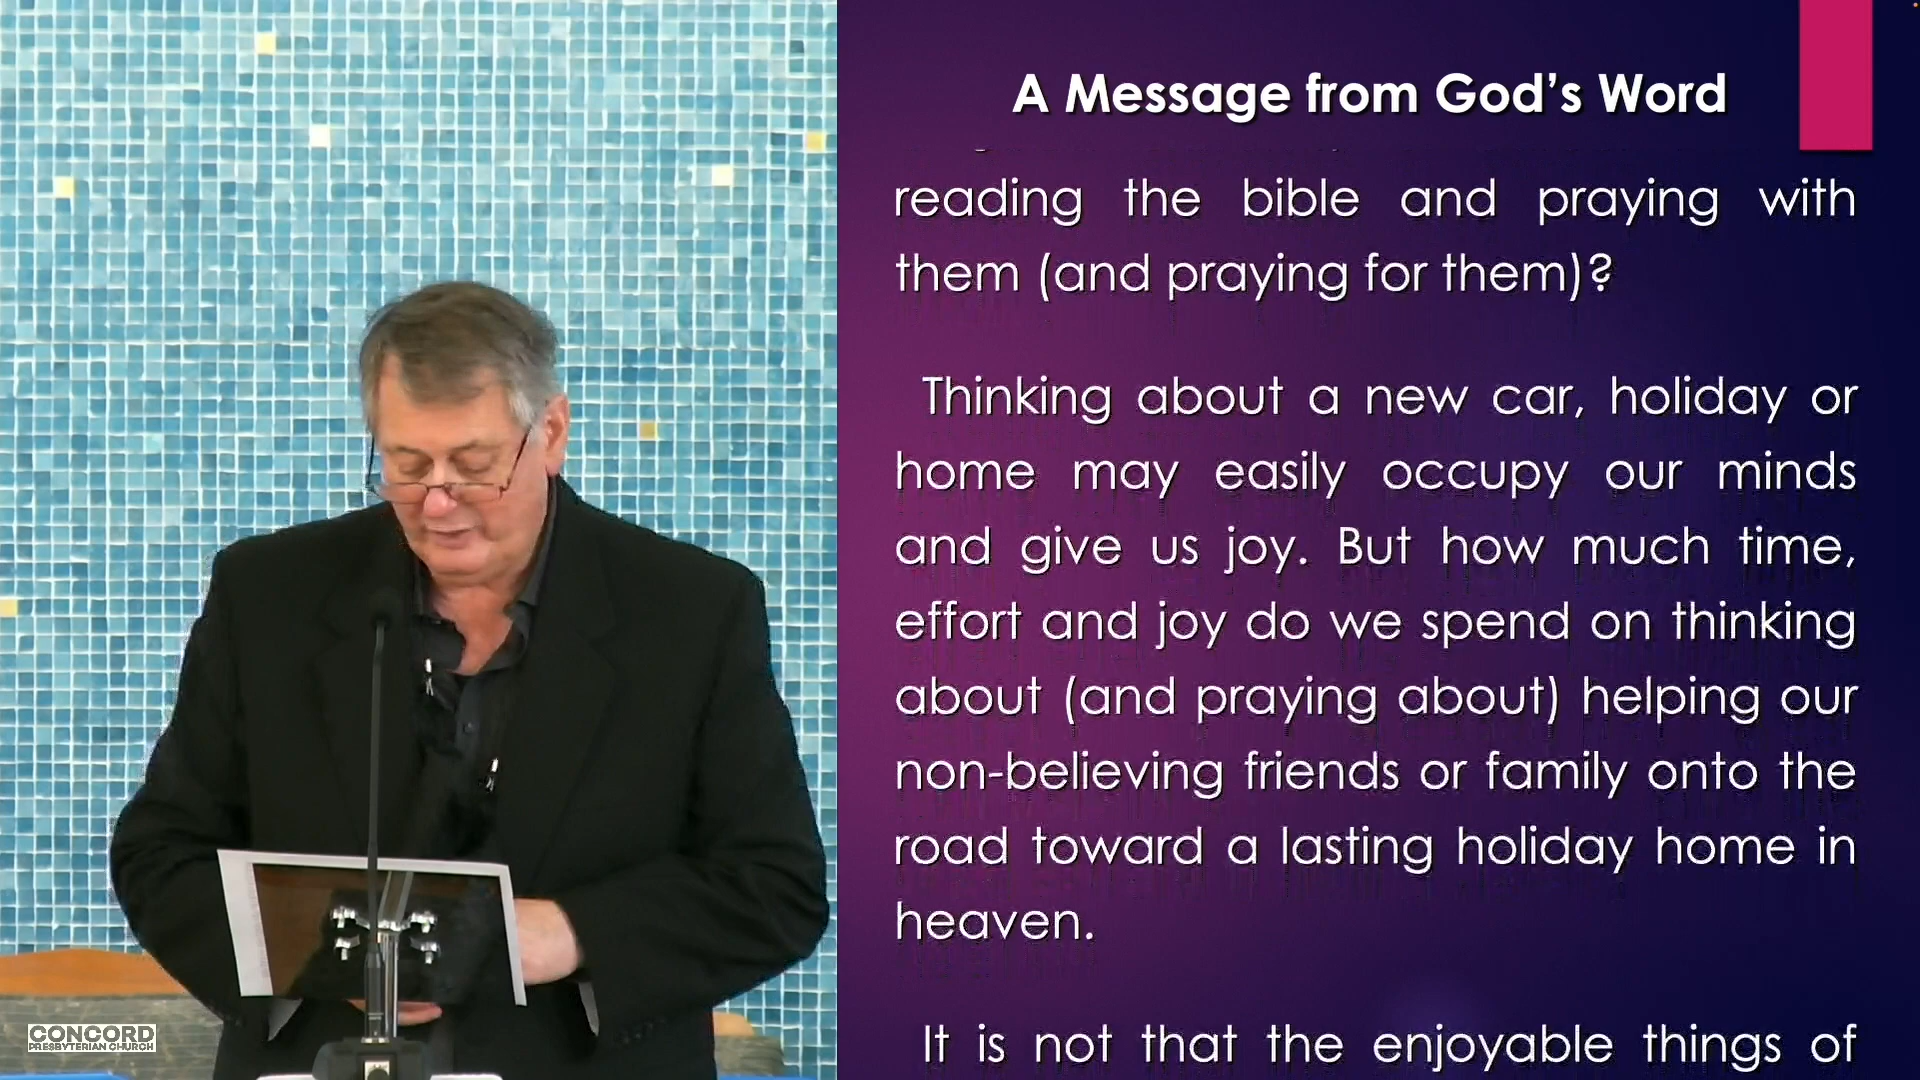 A Message from God's Word
reading the bible and praying with
them (and praying for them)?
Thinking about a new car, holiday or
home may easily occupy our minds
and give us joy. But how much time,
effort and joy do we spend on thinking
about (and praying about) helping our
non-believing friends or family onto the
road toward a lasting holiday home in
heaven.
It is not that the enjoyable things of
CONCORD
PRESBYTERIAN CHURCH